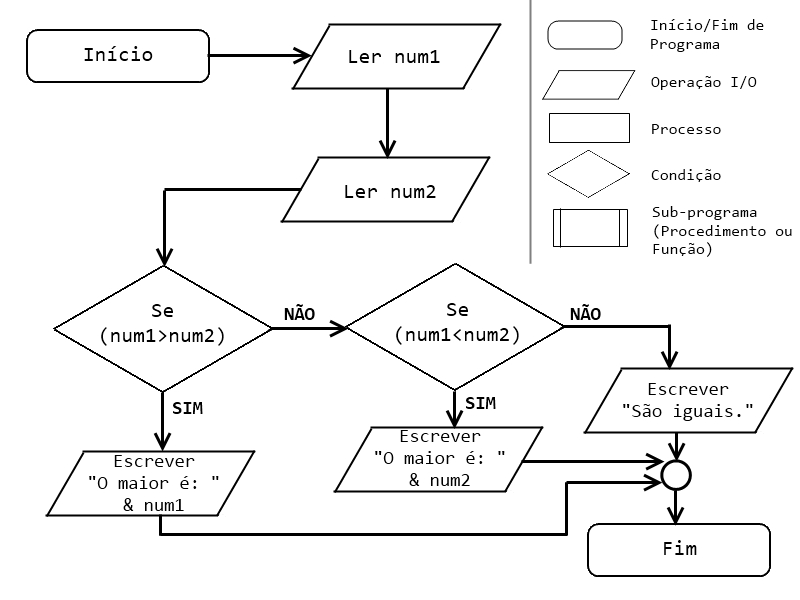 Início
Ler num1
Início/Fim de
Programa
Operação I/O
Processo
Condição
Sub-programa
(Procedimento ou
Função)
Ler num2
Se
(num1>num2)
NÃO
Se
(num1<num2)
NÃO
SIM
SIM
Escrever
"São iguais."
Escrever
"O maior é: "
& num2
Escrever
"O maior é: "
& num1
Fim